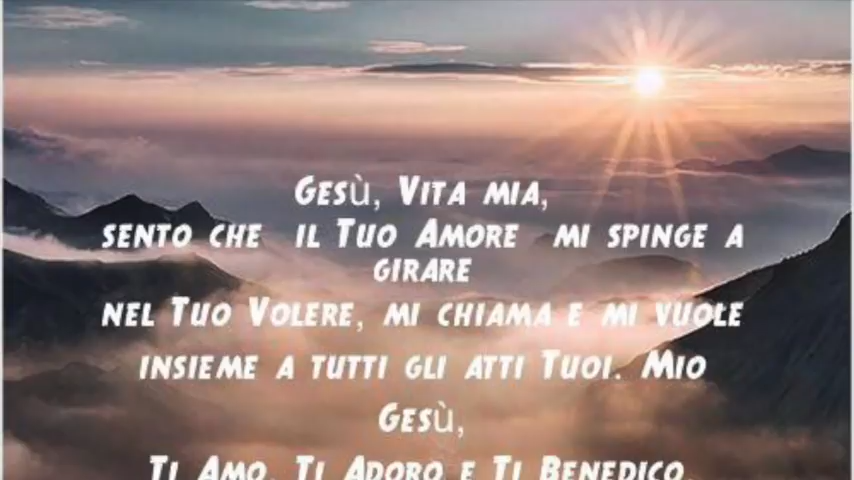 Gesù, Vita mia,
sento che il Tuo Amore mi spinge a
girare
nel Tuo Volere, mi chiama e mi vuole
insieme a tutti gli atti Tuoi. Mio
Gesù,
Ti Amo, Ti Adoro e Ti Benedico.